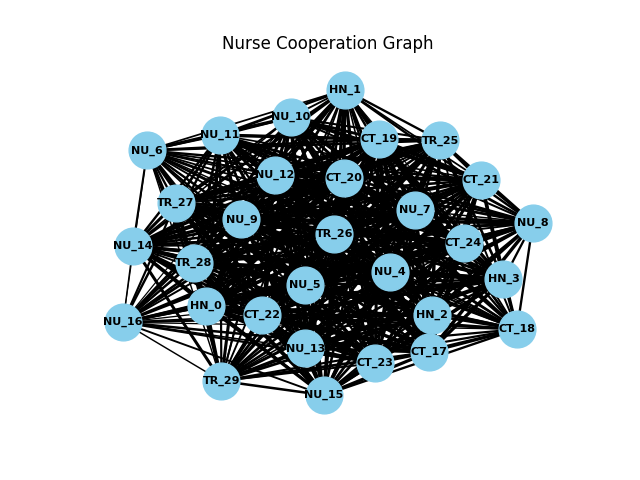 Nurse Cooperation Graph
HN_1
NU_10
NU_11
CT_19
TR_25
NU_6
NU_12
CT_20
CT_21
TR_27
NU_9
NU_7
NU_8
TR_26
NU_14
CT_24
TR_28
NU_4
HN_3
NU_5
HN_0
CT_22
HN_2
NU_16
CT_18
NU_13
CT_17
CT_23
TR_29
NU_15